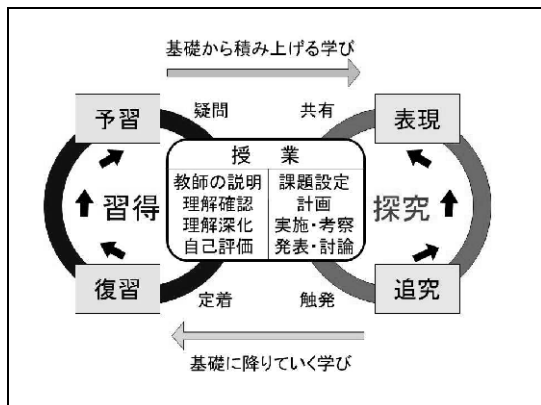 基礎から積み上げる学び
予習
疑問
共有
表現
授業
教師の説明
理解確認
理解深化
自己評価
課題設定
計画
実施・考察
発表・討論
習得
探究
復習
定着
触発
追究
基礎に降りていく学び